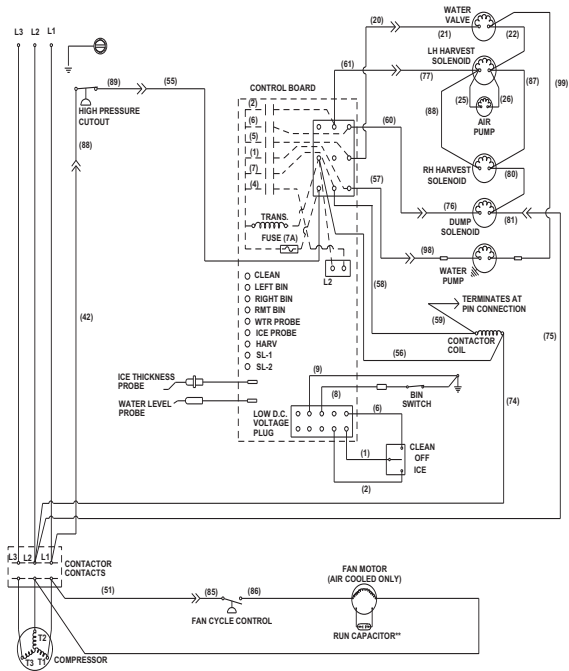 L3 L2 L1
WATER
VALVE
(20)
(21)
(22)
(99)
LH HARVEST
SOLENOID
(61)
(77)
(87)
(88)
(25)
(26)
AIR
PUMP
(89)
(55)
HIGH PRESSURE
CUTOUT
(88)
CONTROL BOARD
(2)
(6)
(5)
(1)
(7)
(4)
(60)
(57)
RH HARVEST
SOLENOID
(80)
(76)
(81)
DUMP
SOLENOID
TRANS.
FUSE (7A)
L2
(98)
WATER
PUMP
(58)
CLEAN
LEFT BIN
RIGHT BIN
RMT BIN
WTR PROBE
ICE PROBE
HARV
SL-1
SL-2
TERMINATES AT
PIN CONNECTION
(59)
CONTACTOR
COIL
(56)
(42)
(75)
(74)
ICE THICKNESS
PROBE
WATER LEVEL
PROBE
(9)
(8)
BIN
SWITCH
LOW D.C.
VOLTAGE
PLUG
(6)
(1)
(2)
CLEAN
OFF
ICE
L3 L2 L1
CONTACTOR
CONTACTS
(51)
(85)
(86)
FAN CYCLE CONTROL
FAN MOTOR
(AIR COOLED ONLY)
RUN CAPACITOR**
T2
T3 T1
COMPRESSOR